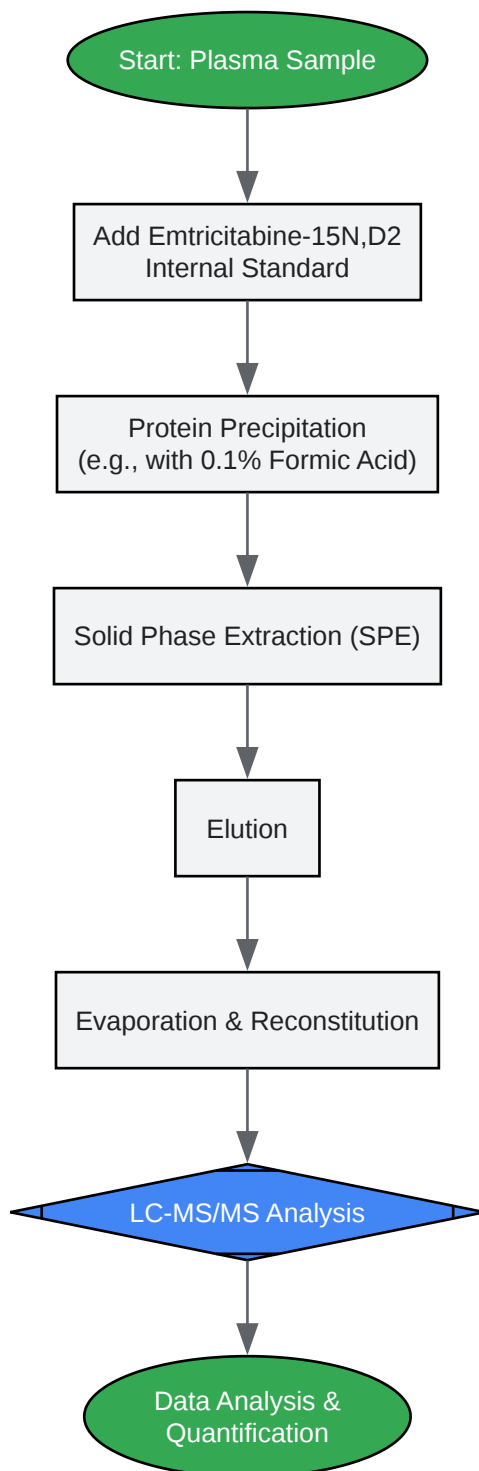 Start: Plasma Sample
Add Emtricitabine-15N,D2
Internal Standard
Protein Precipitation
(e.g., with 0.1% Formic Acid)
Solid Phase Extraction (SPE)
Elution
Evaporation & Reconstitution
LC-MS/MS Analysis
Data Analysis &
Quantification